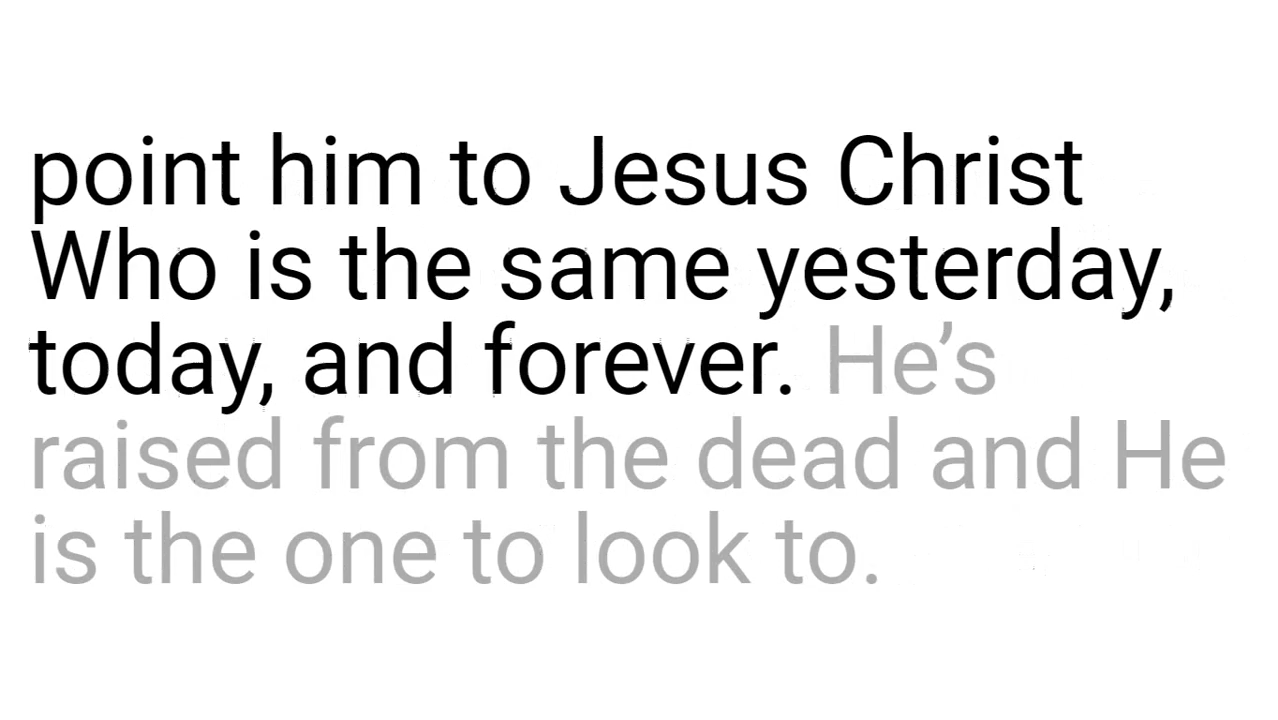 point him to Jesus Christ
Who is the same yesterday,
today, and forever. He’s
raised from the dead and He
is the one to look to.